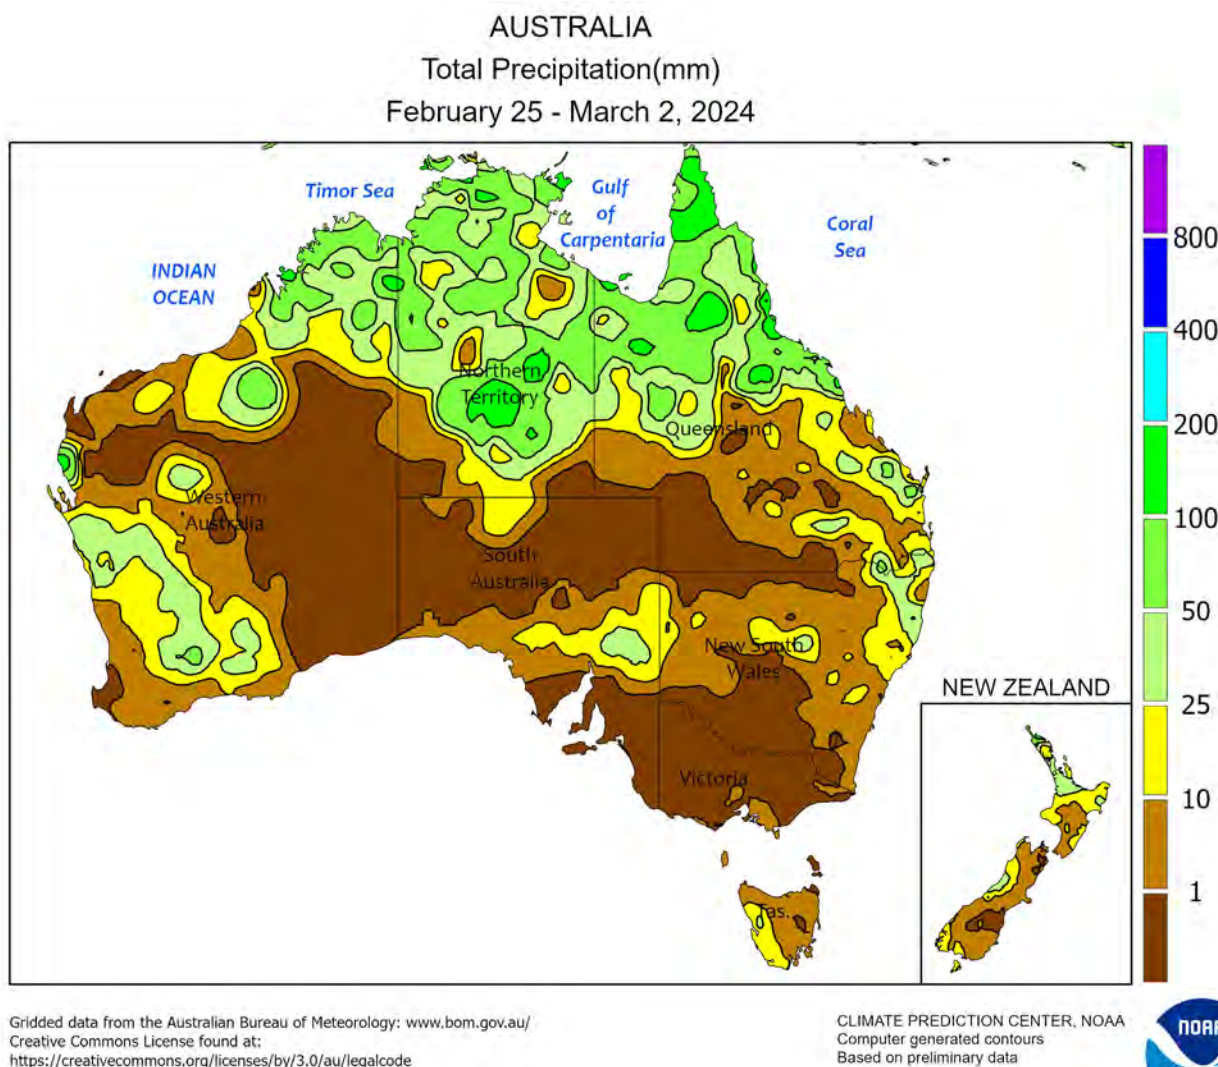 AUSTRALIA
Total Precipitation(mm)
February 25 - March 2, 2024
Timor Sea
Gulf
of
Carpentaria
Coral
Sea
INDIAN
OCEAN
Northern
Territory
Queensland
Western
Australia
South
Australia
New South
Wales
Victoria
Tas.
NEW ZEALAND
800
400
200
100
50
25
10
1
Gridded data from the Australian Bureau of Meteorology: www.bom.gov.au/
Creative Commons License found at:
https://creativecommons.org/licenses/by/3.0/au/legalcode
CLIMATE PREDICTION CENTER, NOAA
Computer generated contours
Based on preliminary data
NOAA